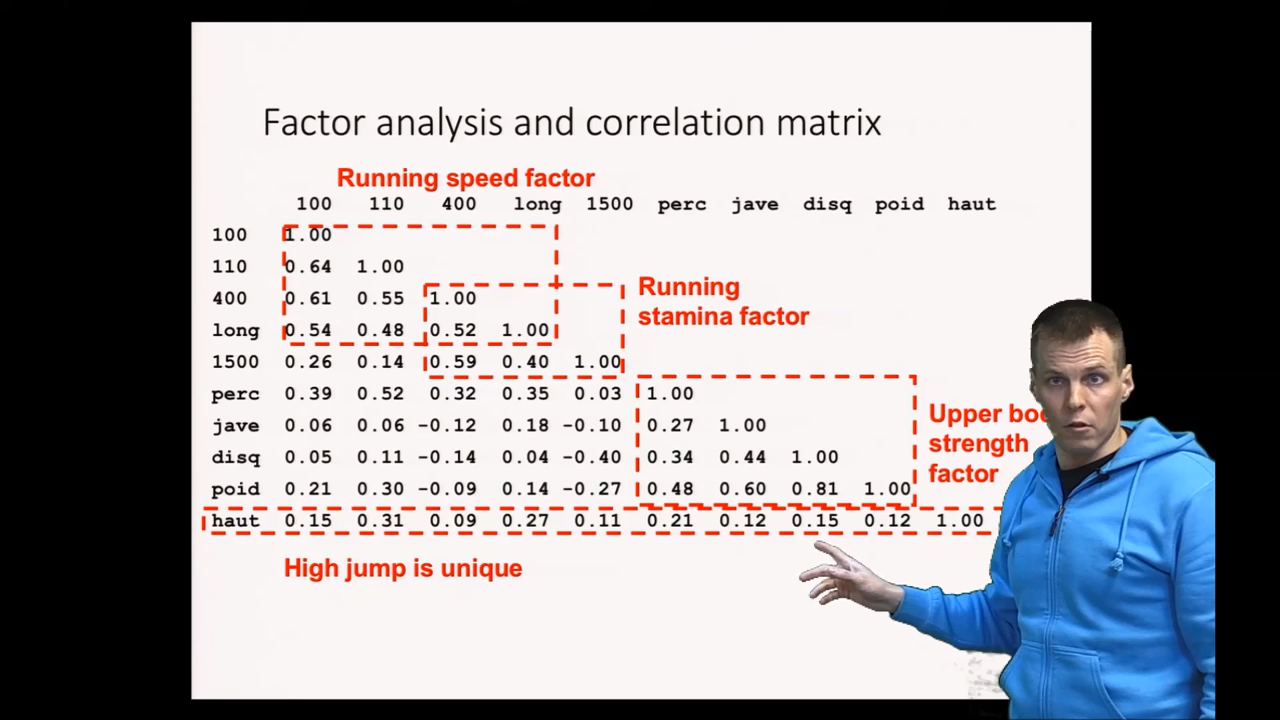 Factor analysis and correlation matrix
Running speed factor
100 110 400 long 1500 perc jave disq poid haut
100 1.00
110 0.64 1.00
400 0.61 0.55 1.00
long 0.54 0.48 0.52 1.00
1500 0.26 0.14 0.59 0.40 1.00
perc 0.39 0.52 0.32 0.35 0.03 1.00
jave 0.06 0.06 -0.12 0.18 -0.10 0.27 1.00
disq 0.05 0.11 -0.14 0.04 -0.40 0.34 0.44 1.00
poid 0.21 0.30 -0.09 0.14 -0.27 0.48 0.60 0.81 1.00
haut 0.15 0.31 0.09 0.27 0.11 0.21 0.12 0.15 0.12 1.00
Running
stamina factor
Upper
strength
factor
High jump is unique